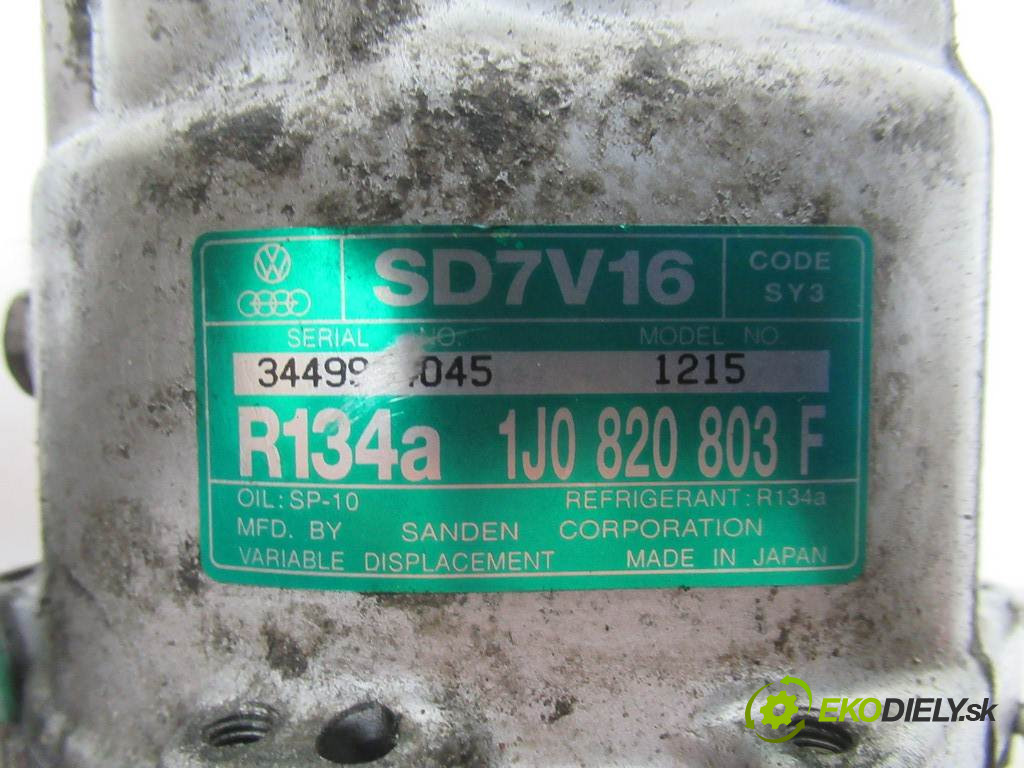 SD7V16
CODE
SY3
SERIAL NO.
MODEL NO.
1215
R134a 1J0 820 803 F
OIL: SP-10 REFRIGERANT: R134a
MFD. BY SANDEN CORPORATION
VARIABLE DISPLACEMENT MADE IN JAPAN
EKODIELY.sk